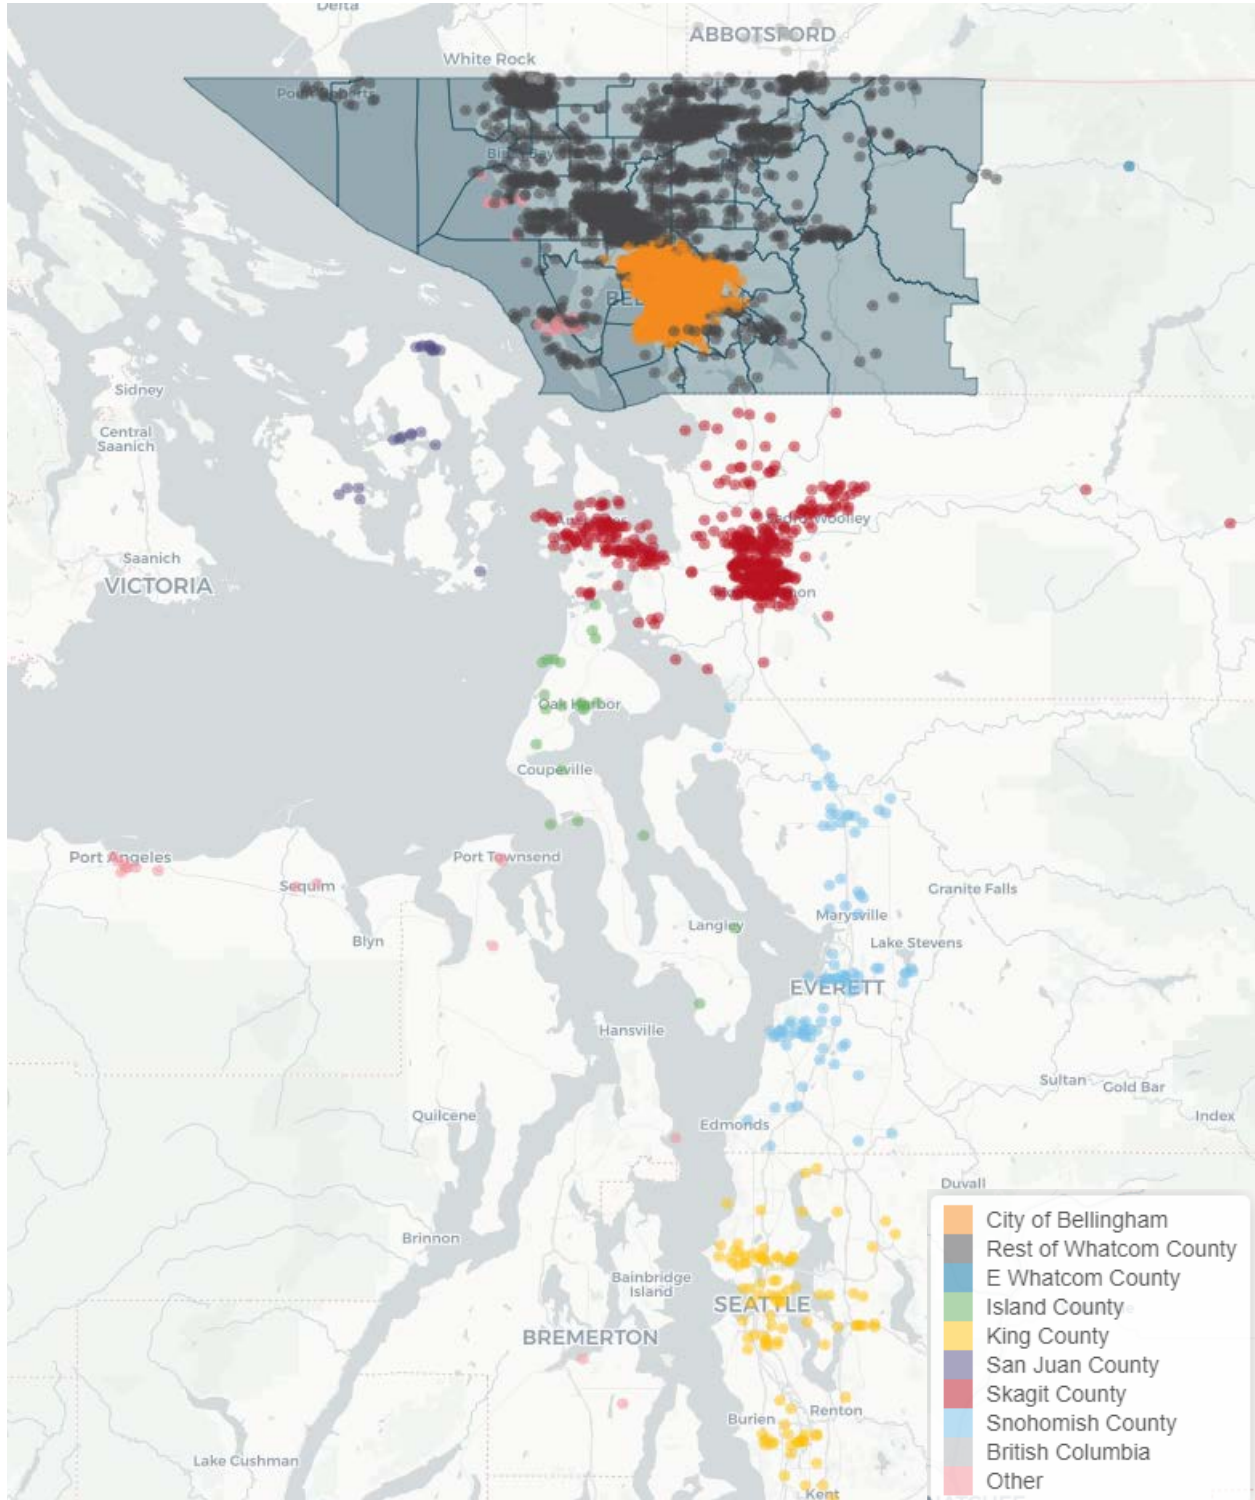 Delta
ABBOTSFORD
White Rock
Sidney
Central
Saanich
Saanich
VICTORIA
Oak Harbor
Coupeville
Port Angeles
Port Townsend
Sequim
Granite Falls
Langley
Marysville
Blyn
Lake Stevens
EVERETT
Hansville
Sultan
Gold Bar
Quilcene
Edmonds
Index
Duvall
Brinnon
Bainbridge
Island
SEATTLE
BREMERTON
Burien
Renton
Lake Cushman
Kent
City of Bellingham
Rest of Whatcom County
E Whatcom County
Island County
King County
San Juan County
Skagit County
Snohomish County
British Columbia
Other